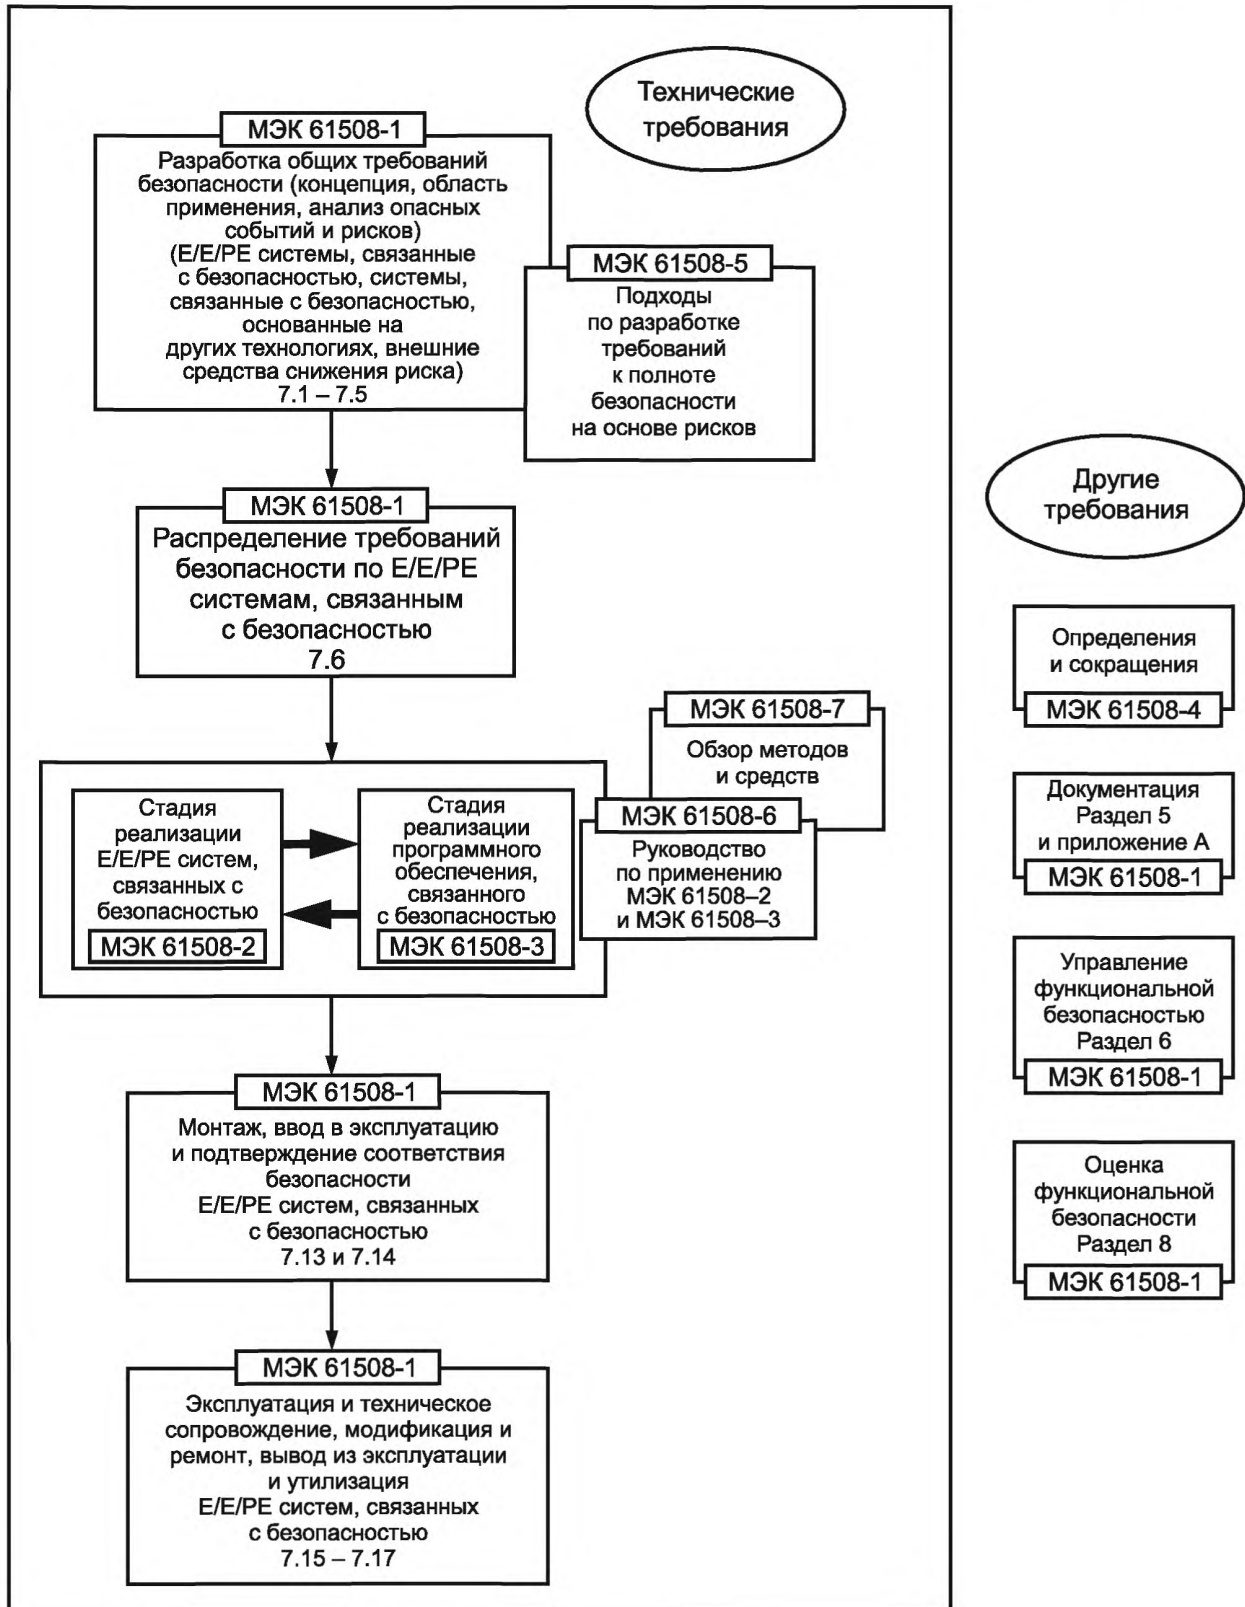 Технические
требования
МЭК 61508-1
Разработка общих требований
безопасности (концепция, область
применения, анализ опасных
событий и рисков)
(Е/Е/РЕ системы, связанные
с безопасностью, системы,
связанные с безопасностью,
основанные на
других технологиях, внешние
средства снижения риска)
7.1 – 7.5
МЭК 61508-5
Подходы
по разработке
требований
к полноте
безопасности
на основе рисков
МЭК 61508-1
Распределение требований
безопасности по Е/Е/РЕ
системам, связанным
с безопасностью
7.6
МЭК 61508-7
Обзор методов
и средств
МЭК 61508-6
Руководство
по применению
МЭК 61508–2
и МЭК 61508–3
Стадия
реализации
Е/Е/РЕ систем,
связанных с
безопасностью
МЭК 61508-2
Стадия
реализации
программного
обеспечения,
связанного
с безопасностью
МЭК 61508-3
МЭК 61508-1
Монтаж, ввод в эксплуатацию
и подтверждение соответствия
безопасности
Е/Е/РЕ систем, связанных
с безопасностью
7.13 и 7.14
МЭК 61508-1
Эксплуатация и техническое
сопровождение, модификация и
ремонт, вывод из эксплуатации
и утилизация
Е/Е/РЕ систем, связанных
с безопасностью
7.15 – 7.17
Другие
требования
Определения
и сокращения
МЭК 61508-4
Документация
Раздел 5
и приложение А
МЭК 61508-1
Управление
функциональной
безопасностью
Раздел 6
МЭК 61508-1
Оценка
функциональной
безопасности
Раздел 8
МЭК 61508-1